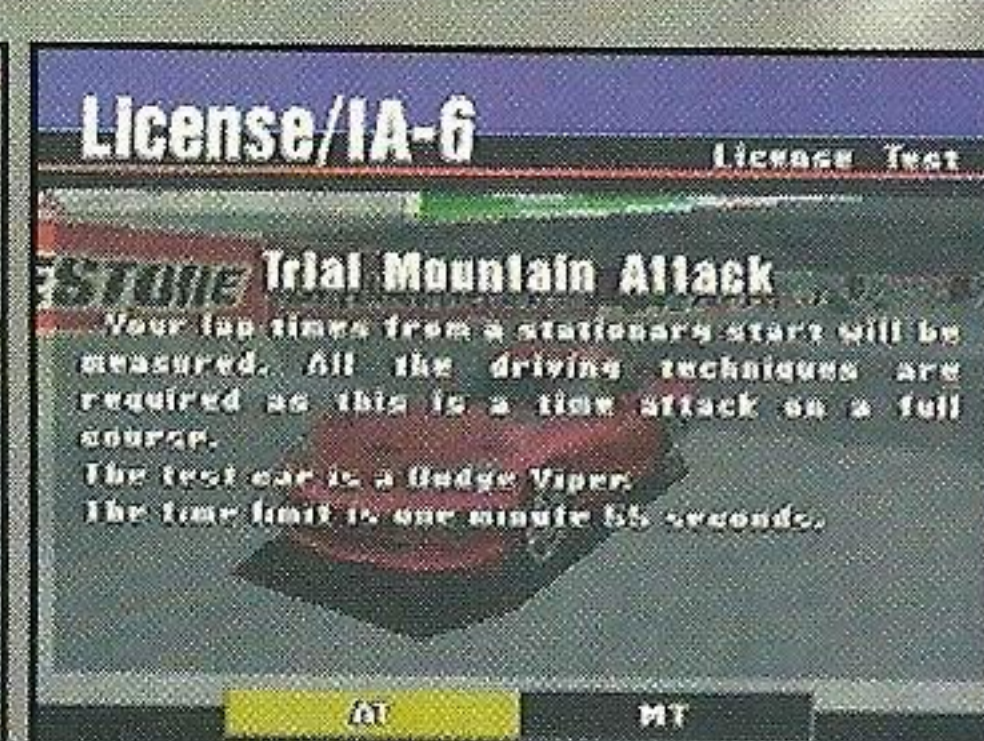 License/IA-6
License Test
ESTONE
Trial Mountain Attack
Your lap times from a stationary start will be
measured. All the driving techniques are
required as this is a time attack on a full
course.
The test car is a Dodge Viper.
The time limit is one minute 55 seconds.
AT MT